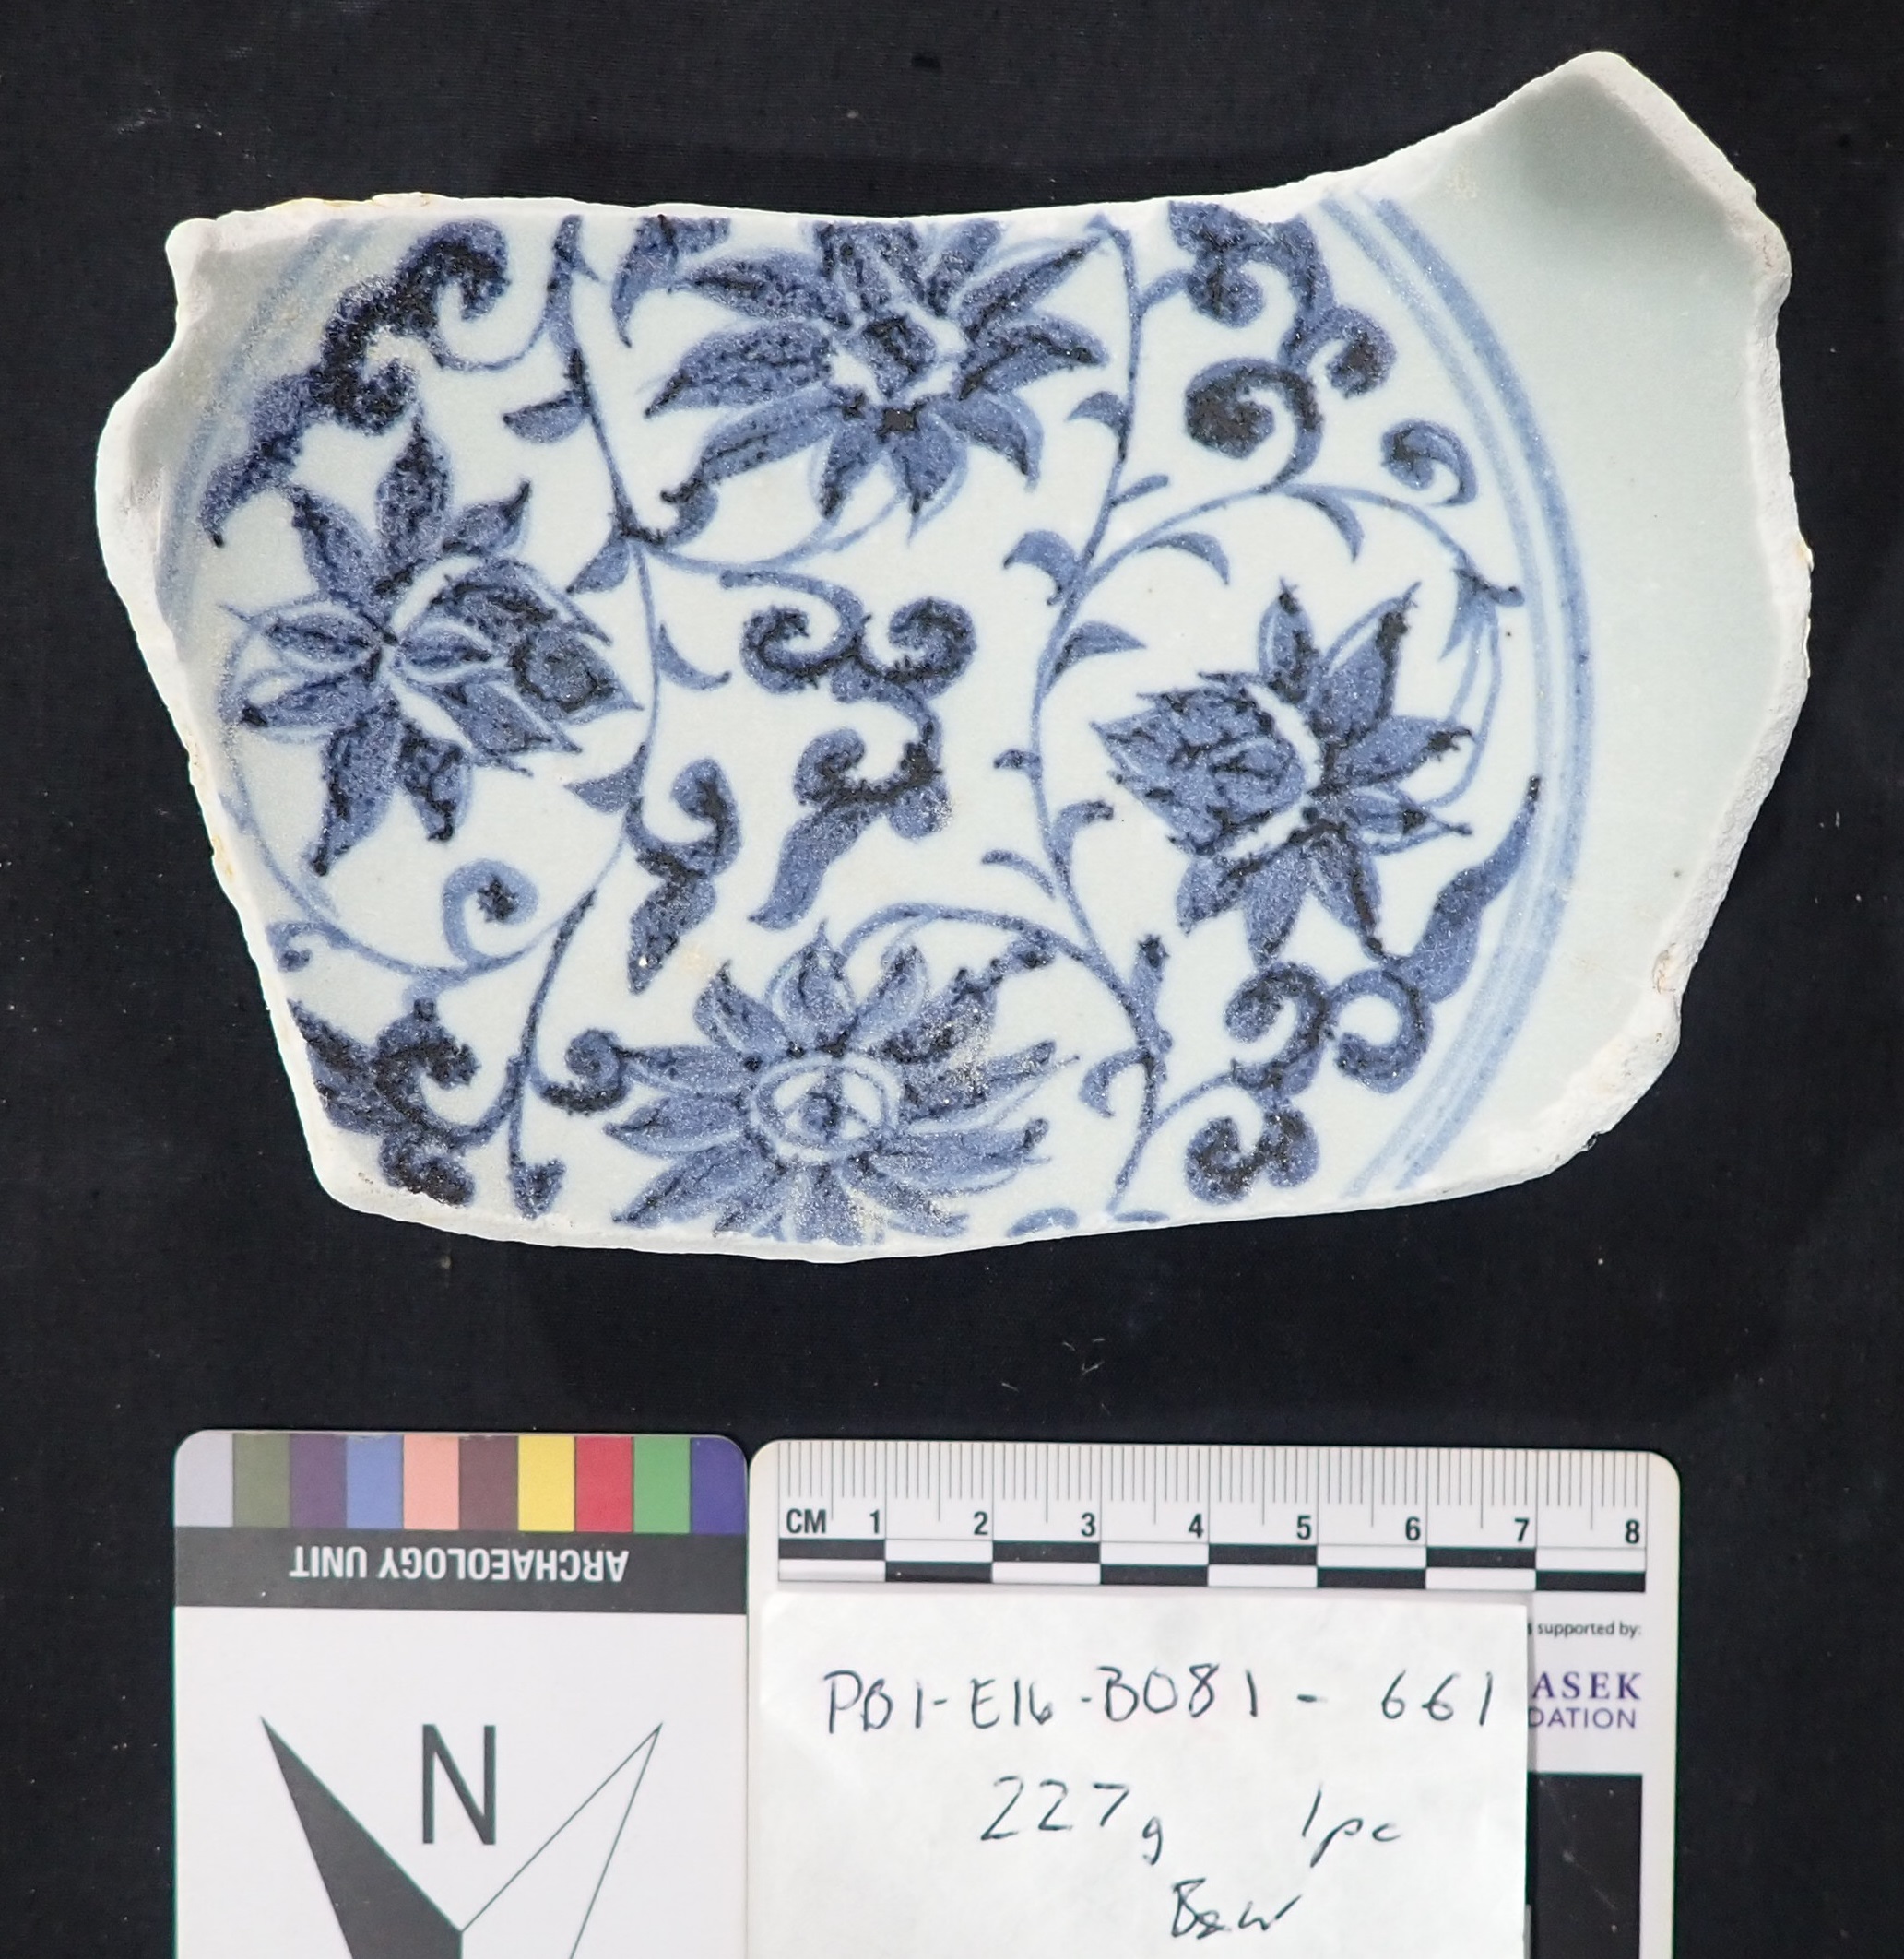 ARCHAEOLOGY UNIT
N
CM 1 2 3 4 5 6 7 8
supported by:
ASEK
DATION
PB1-E16-B081-661
227g 1pc
B&W